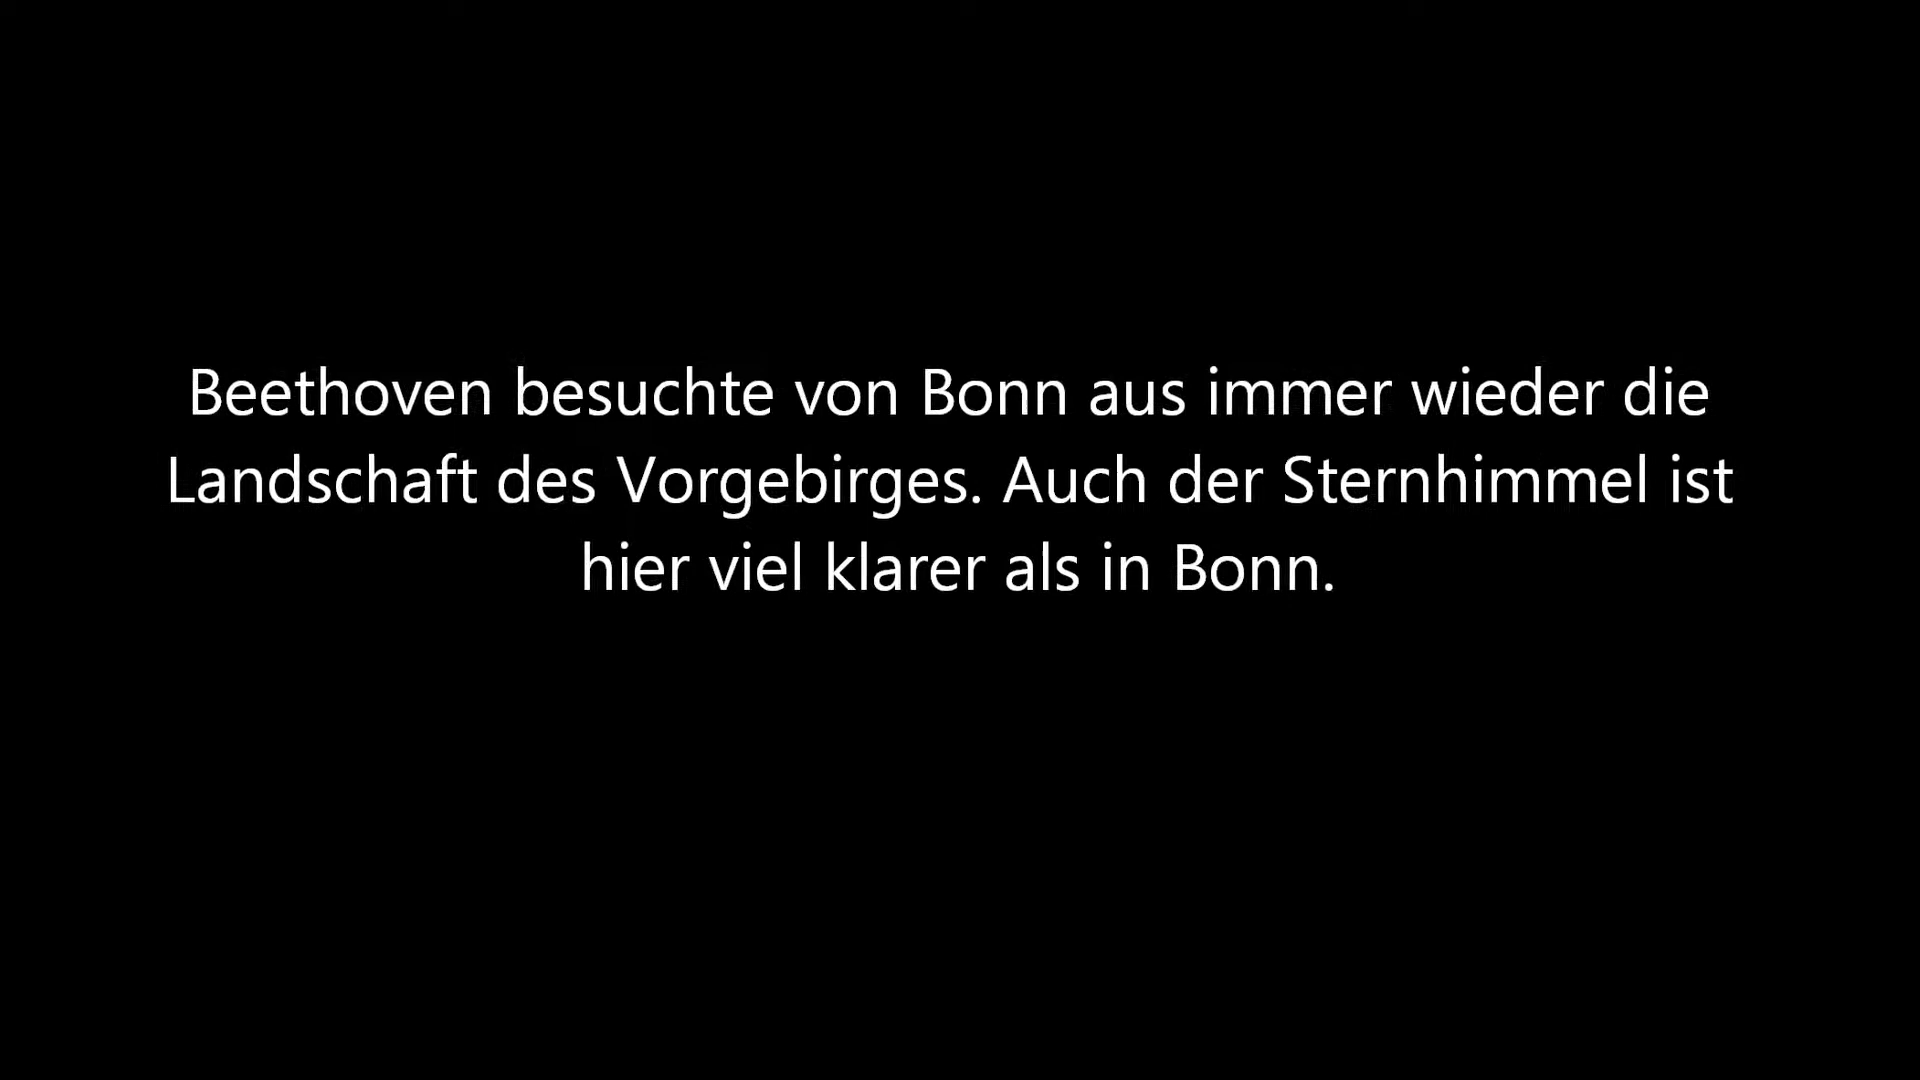 Beethoven besuchte von Bonn aus immer wieder die
Landschaft des Vorgebirges. Auch der Sternhimmel ist
hier viel klarer als in Bonn.